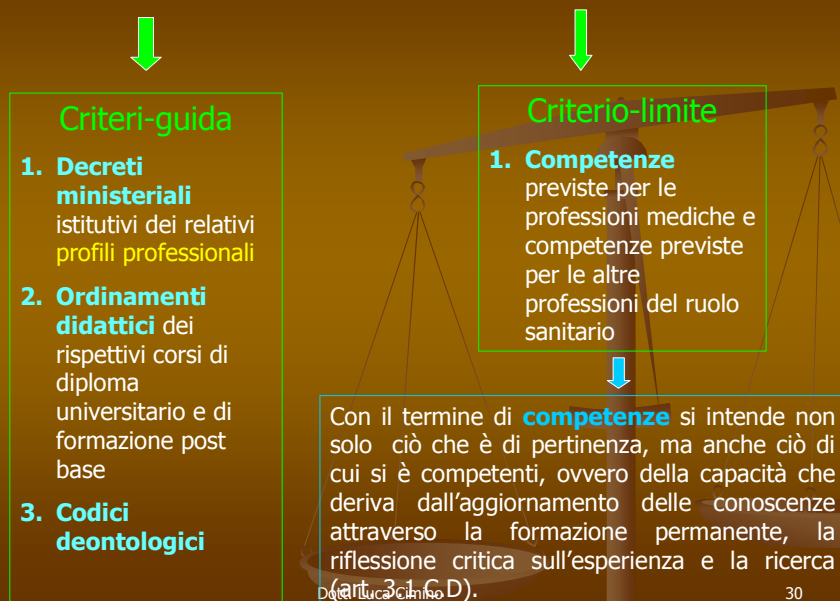 Criteri-guida
1. Decreti
ministeriali
istitutivi dei relativi
profili professionali
2. Ordinamenti
didattici dei
rispettivi corsi di
diploma
universitario e di
formazione post
base
3. Codici
deontologici
Criterio-limite
1. Competenze
previste per le
professioni mediche e
competenze previste
per le altre
professioni del ruolo
sanitario
Con il termine di competenze si intende non
solo ciò che è di pertinenza, ma anche ciò di
cui si è competenti, ovvero della capacità che
deriva dall'aggiornamento delle conoscenze
attraverso la formazione permanente, la
riflessione critica sull'esperienza e la ricerca
(art. 3.1 C.D).
Dott. Luca Cimino
30